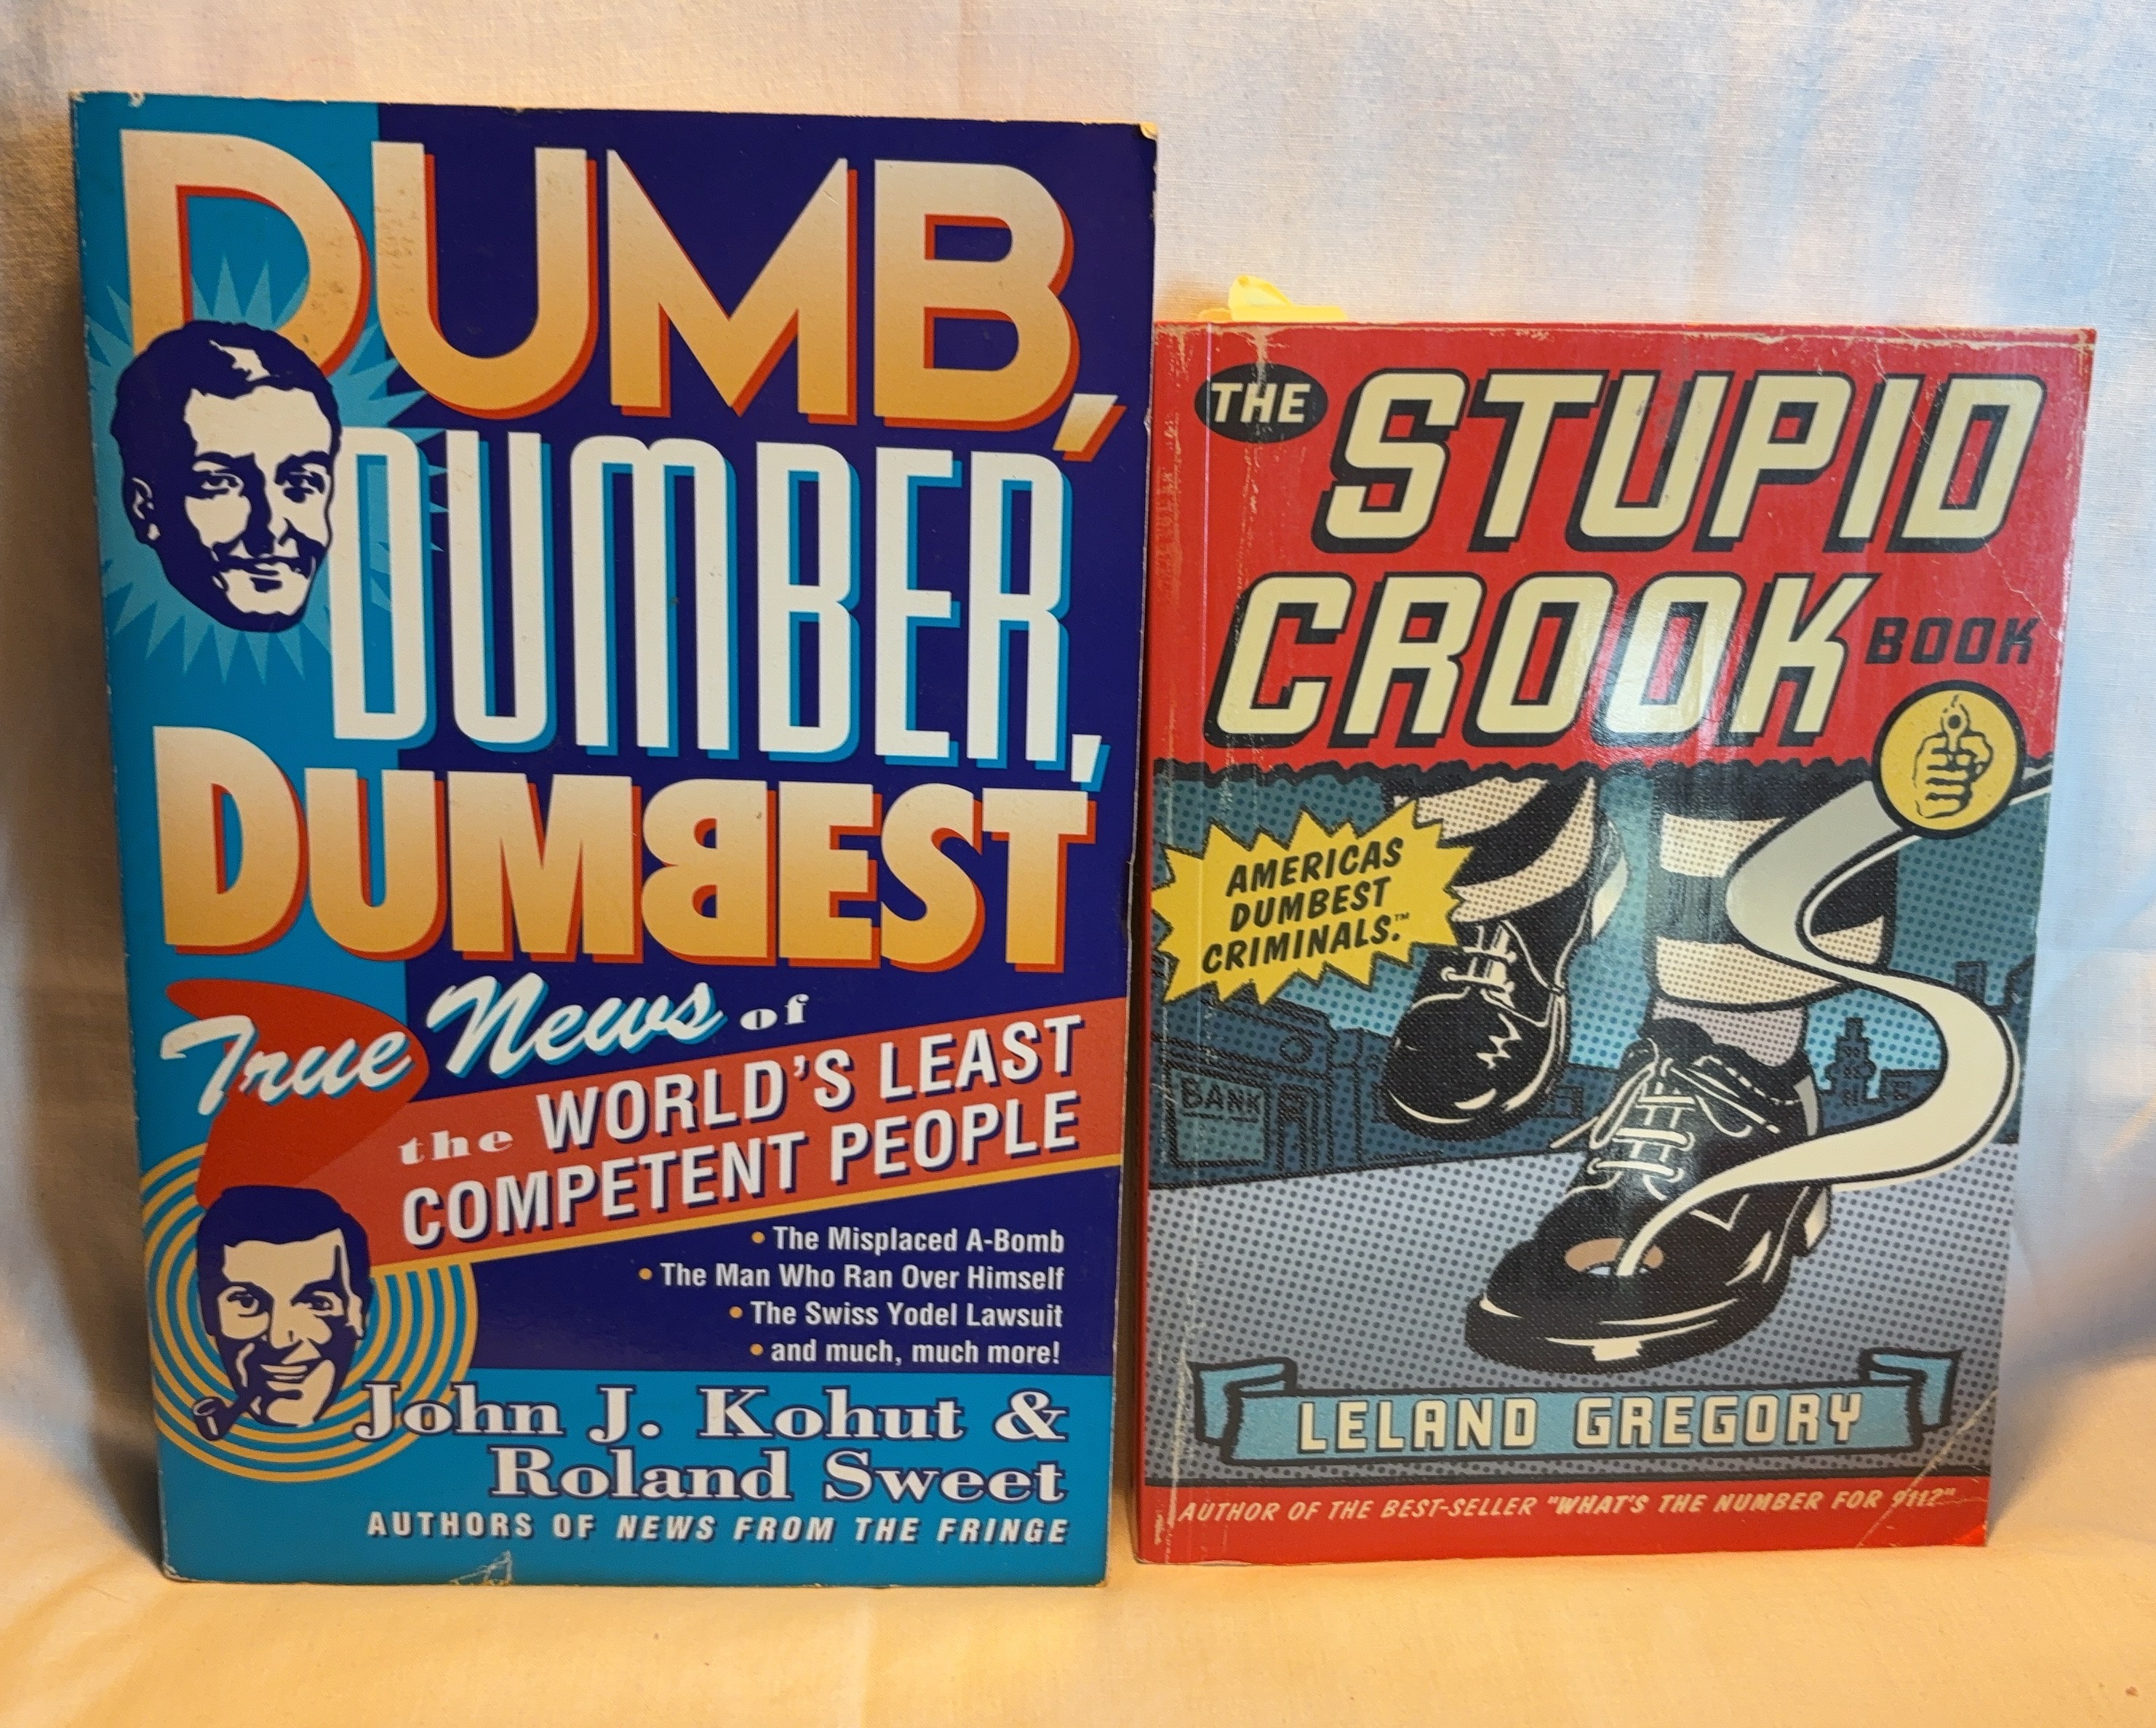 DUMB,
DUMBER,
DUMBEST
True News of
the WORLD'S LEAST
COMPETENT PEOPLE
• The Misplaced A-Bomb
• The Man Who Ran Over Himself
• The Swiss Yodel Lawsuit
• and much, much more!
John J. Kohut &
Roland Sweet
AUTHORS OF NEWS FROM THE FRINGE
THE STUPID
CROOK BOOK
AMERICAS
DUMBEST
CRIMINALS.™
BANK
LELAND GREGORY
AUTHOR OF THE BEST-SELLER "WHAT'S THE NUMBER FOR 911?"